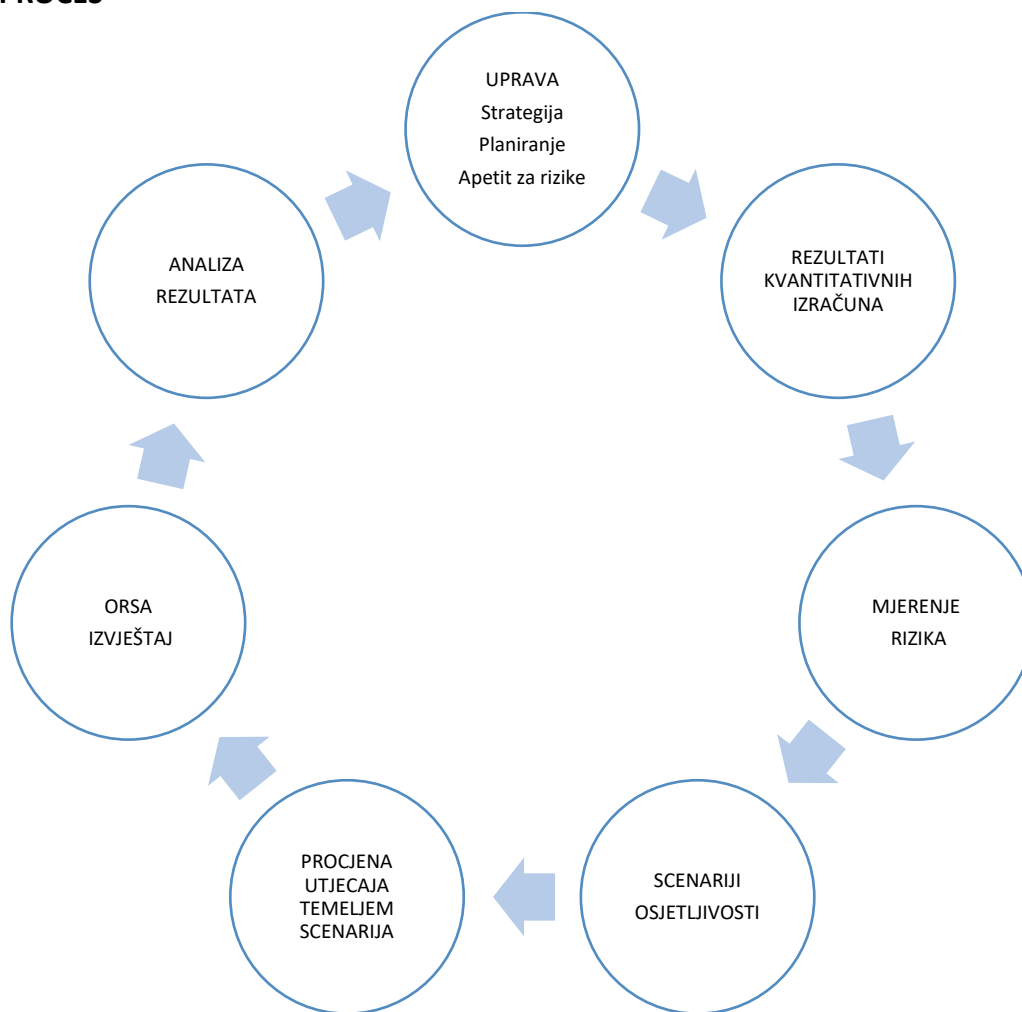 PROCES
UPRAVA
Strategija
Planiranje
Apetit za rizike
REZULTATI
KVANTITATIVNIH
IZRAČUNA
MJERENJE
RIZIKA
SCENARIJI
OSJETLJIVOSTI
PROCJENA
UTJECAJA
TEMELJEM
SCENARIJA
ORSA
IZVJEŠTAJ
ANALIZA
REZULTATA